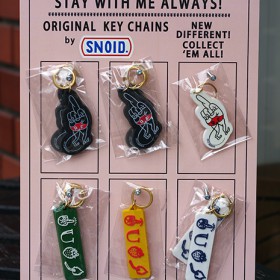 STAY WITH ME ALWAYS!
ORIGINAL KEY CHAINS
by SNOID.
NEW
DIFFERENT!
COLLECT
'EM ALL!